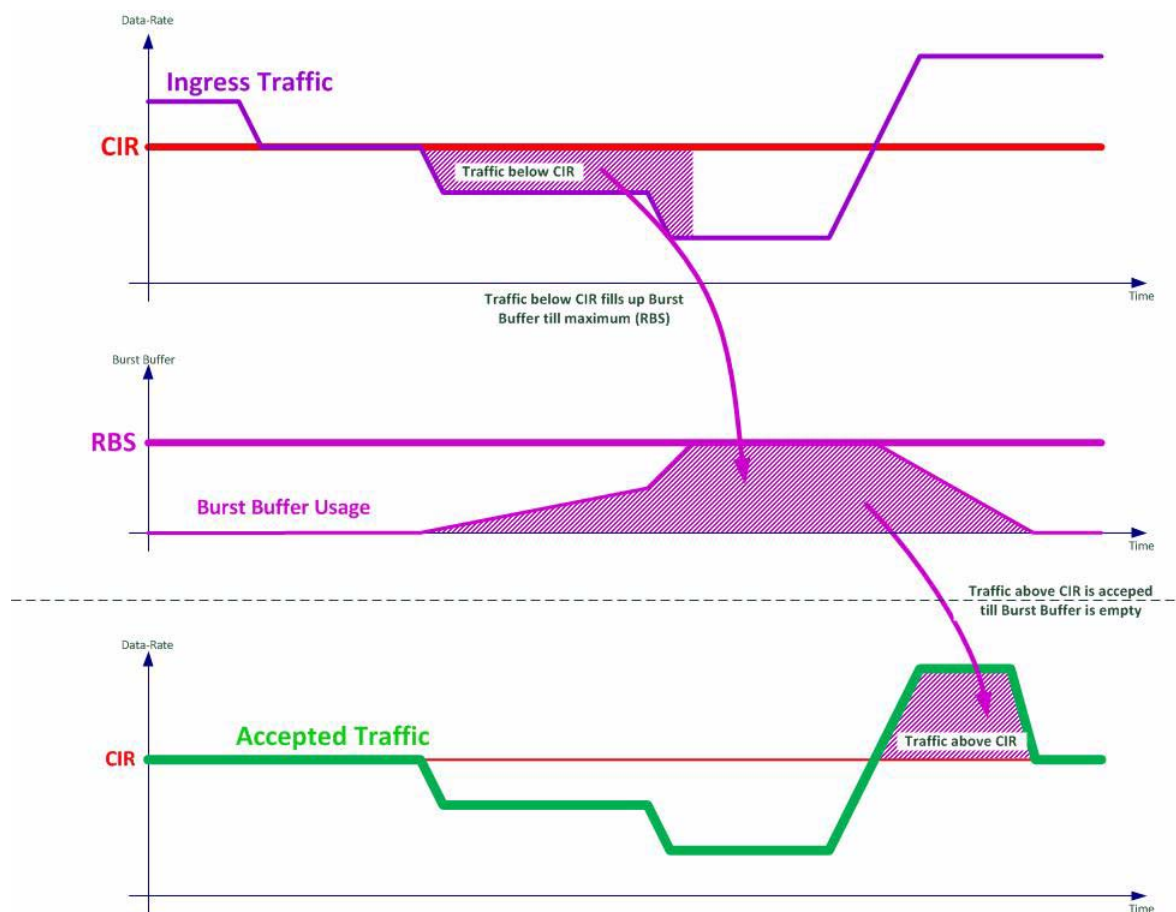 Data-Rate
Ingress Traffic
CIR
Traffic below CIR
Time
Traffic below CIR fills up Burst
Buffer till maximum (RBS)
Burst Buffer
RBS
Burst Buffer Usage
Time
Traffic above CIR is acceped
till Burst Buffer is empty
Data-Rate
Accepted Traffic
CIR
Traffic above CIR
Time